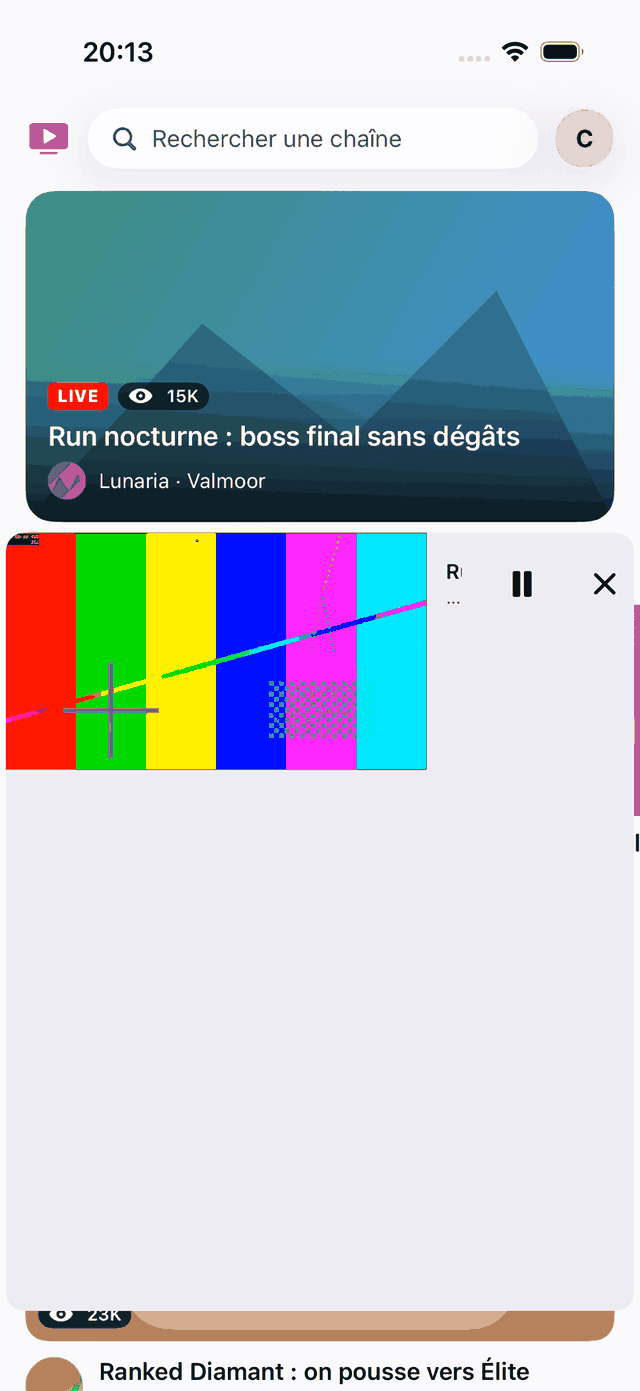 20:13
Rechercher une chaîne
C
LIVE
15K
Run nocturne : boss final sans dégâts
Lunaria · Valmoor
...
23K
Ranked Diamant : on pousse vers Élite